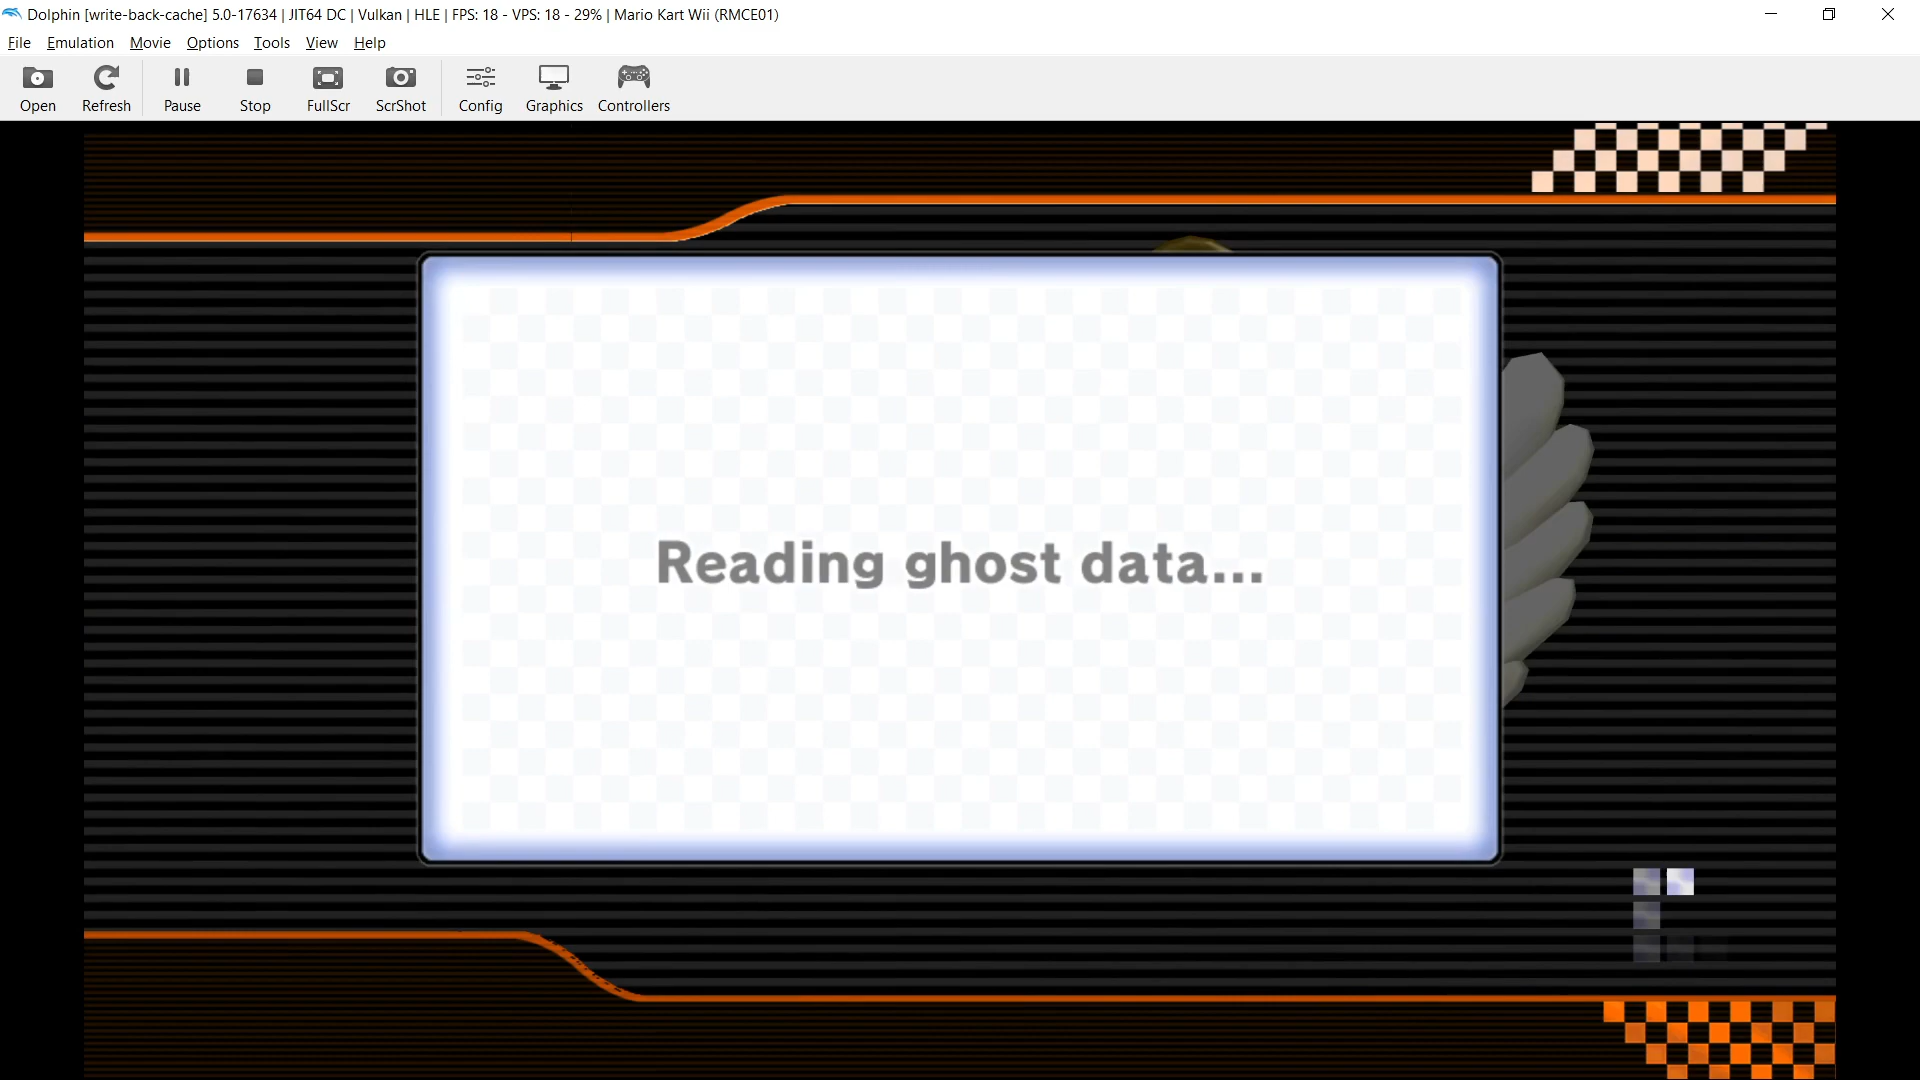 Dolphin [write-back-cache] 5.0-17634 | JIT64 DC | Vulkan | HLE | FPS: 18 - VPS: 18 - 29% | Mario Kart Wii (RMCE01)
File Emulation Movie Options Tools View Help
Open Refresh Pause Stop FullScr ScrShot Config Graphics Controllers
Reading ghost data...